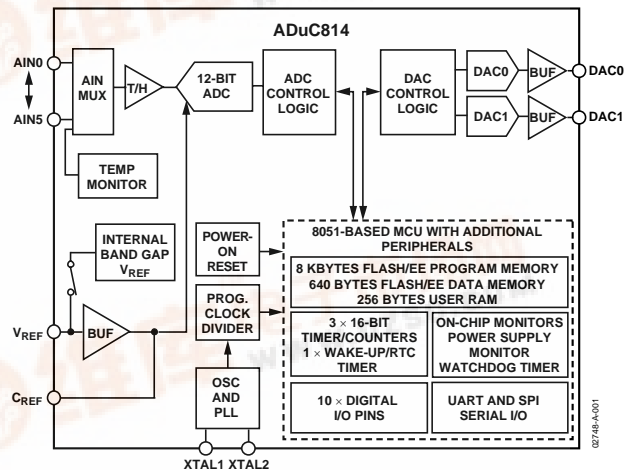 ADuC814
AIN0
AIN5
AIN
MUX
T/H
12-BIT
ADC
ADC
CONTROL
LOGIC
DAC
CONTROL
LOGIC
DAC0
BUF
DAC0
DAC1
BUF
DAC1
TEMP
MONITOR
INTERNAL
BAND GAP
VREF
POWER-
ON
RESET
8051-BASED MCU WITH ADDITIONAL
PERIPHERALS
8 KBYTES FLASH/EE PROGRAM MEMORY
640 BYTES FLASH/EE DATA MEMORY
256 BYTES USER RAM
PROG.
CLOCK
DIVIDER
VREF
BUF
3 × 16-BIT
TIMER/COUNTERS
1 × WAKE-UP/RTC
TIMER
ON-CHIP MONITORS
POWER SUPPLY
MONITOR
WATCHDOG TIMER
CREF
OSC
AND
PLL
10 × DIGITAL
I/O PINS
UART AND SPI
SERIAL I/O
XTAL1 XTAL2
02748-A-001